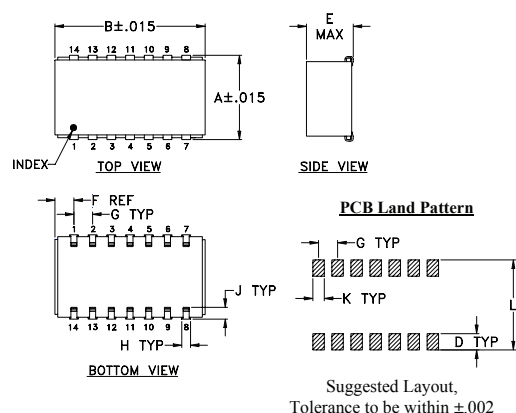 B±.015
14 13 12 11 10 9 8
A±.015
INDEX
1 2 3 4 5 6 7
TOP VIEW
E
MAX
SIDE VIEW
F REF
G TYP
1 2 3 4 5 6 7
J TYP
14 13 12 11 10 9 8
H TYP
BOTTOM VIEW
PCB Land Pattern
G TYP
K TYP
L
D TYP
Suggested Layout,
Tolerance to be within ±.002